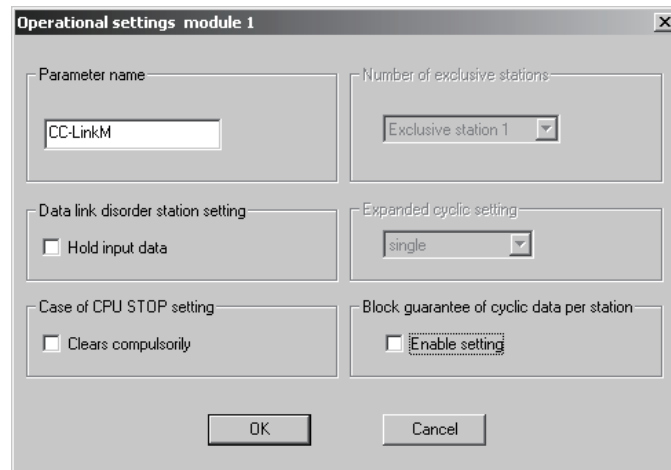 Operational settings module 1
Parameter name
CC-LinkM
Number of exclusive stations
Exclusive station 1
Data link disorder station setting
Hold input data
Expanded cyclic setting
single
Case of CPU STOP setting
Clears compulsorily
Block guarantee of cyclic data per station
Enable setting
OK
Cancel